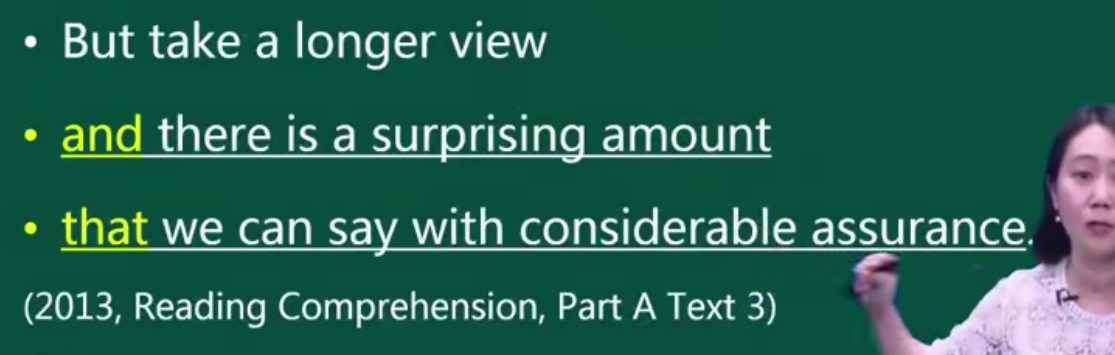 • But take a longer view
• and there is a surprising amount
• that we can say with considerable assurance.
(2013, Reading Comprehension, Part A Text 3)